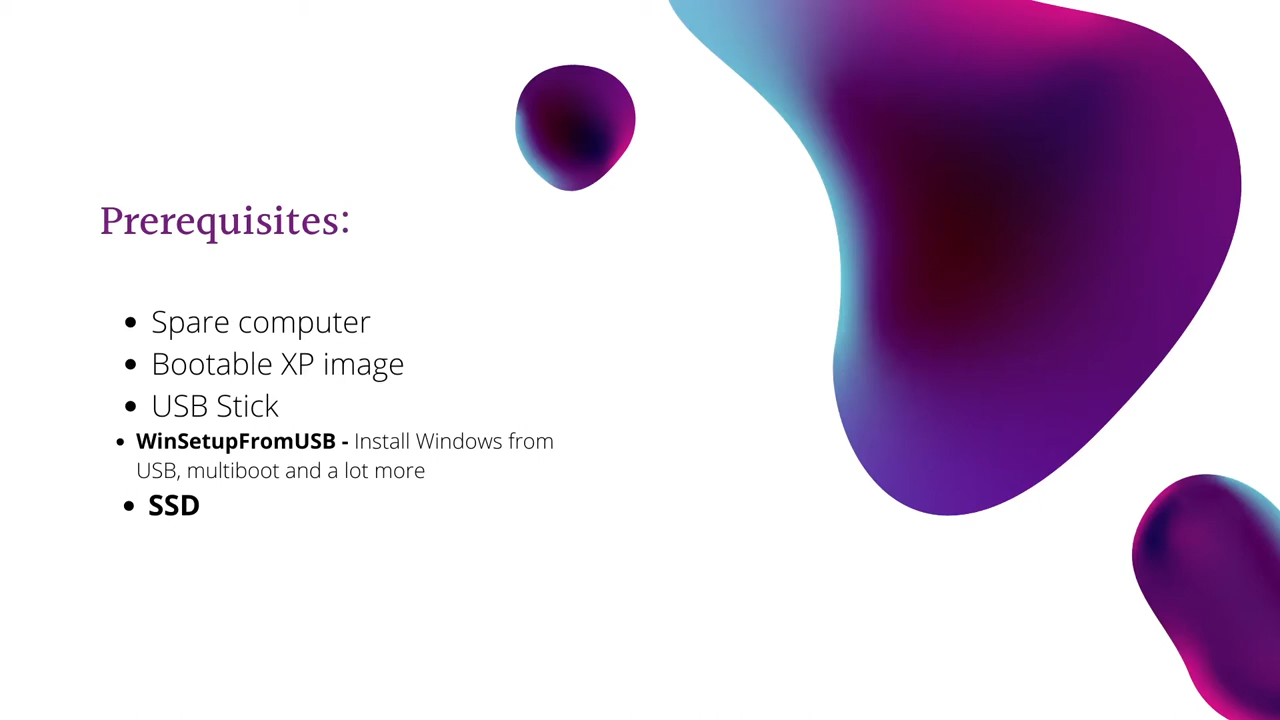 Prerequisites:
• Spare computer
• Bootable XP image
• USB Stick
• WinSetupFromUSB - Install Windows from
USB, multiboot and a lot more
• SSD